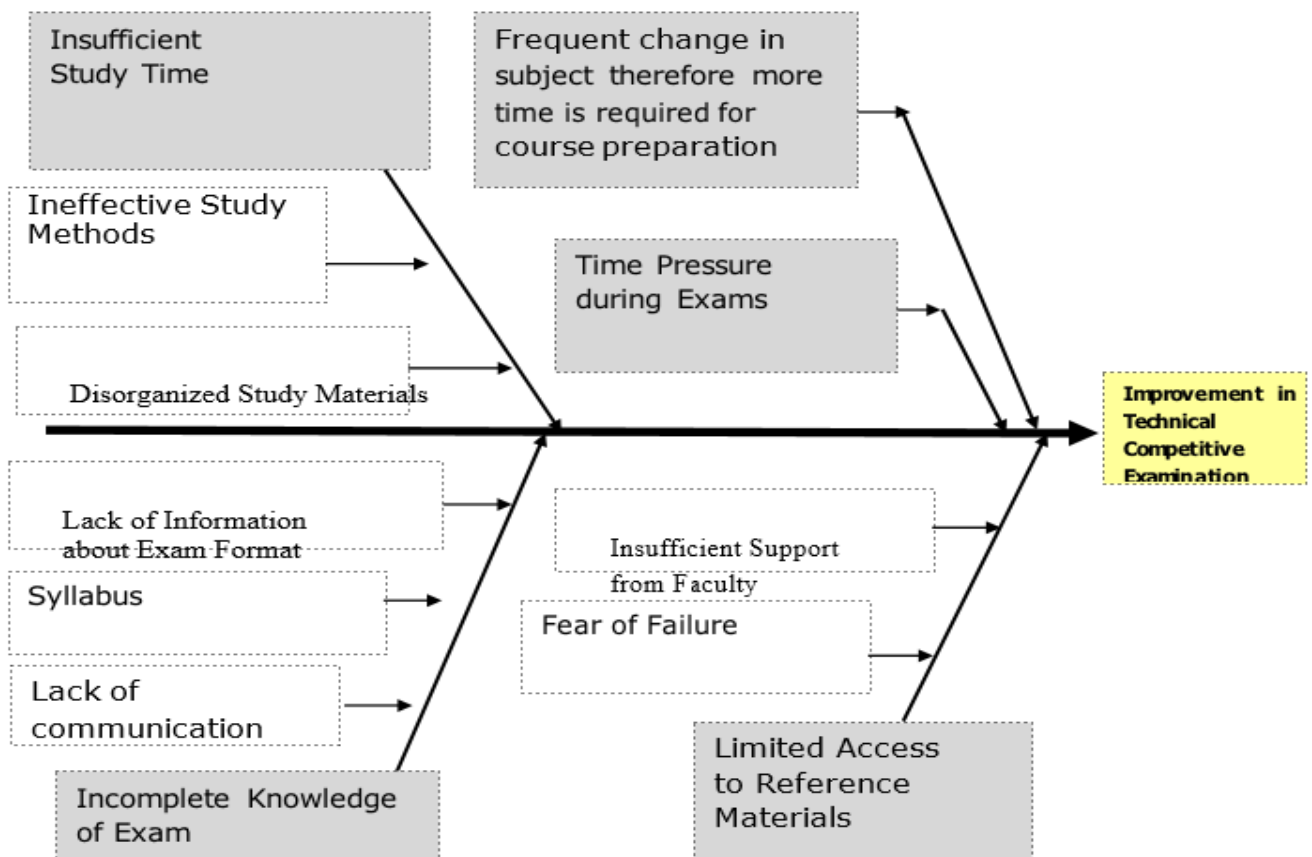 Insufficient
Study Time
Frequent change in
subject therefore more
time is required for
course preparation
Ineffective Study
Methods
Time Pressure
during Exams
Disorganized Study Materials
Improvement in
Technical
Competitive
Examination
Lack of Information
about Exam Format
Insufficient Support
from Faculty
Syllabus
Fear of Failure
Lack of
communication
Limited Access
to Reference
Materials
Incomplete Knowledge
of Exam